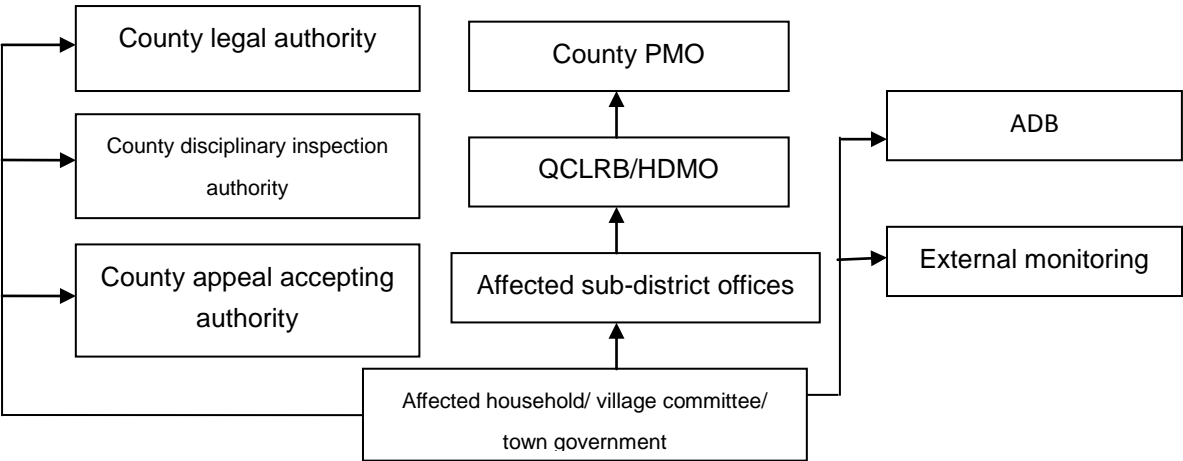 County legal authority
County disciplinary inspection
authority
County appeal accepting
authority
County PMO
QCLRB/HDMO
Affected sub-district offices
Affected household/ village committee/
town government
ADB
External monitoring